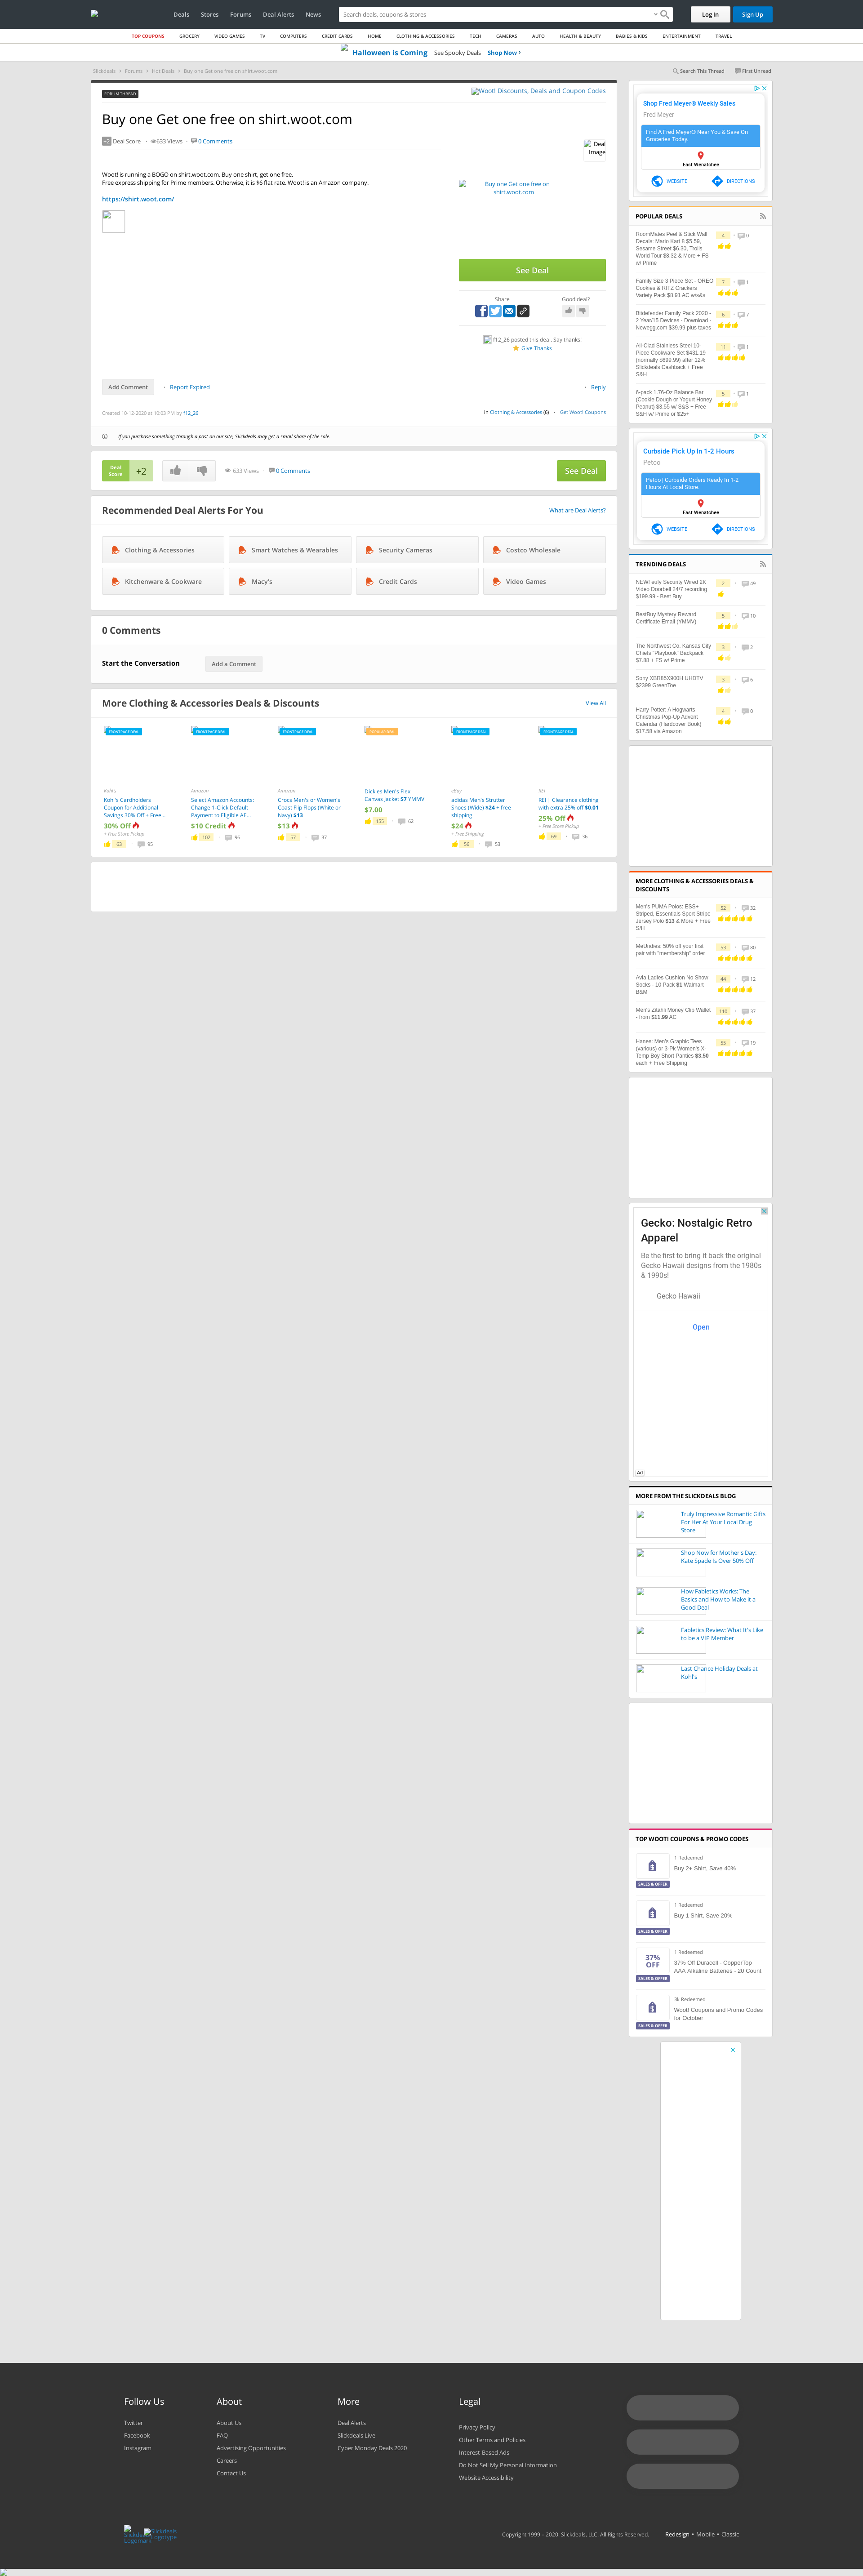 Deals Stores Forums Deal Alerts News
Search deals, coupons & stores
Log In Sign Up
TOP COUPONS GROCERY VIDEO GAMES TV COMPUTERS CREDIT CARDS HOME CLOTHING & ACCESSORIES TECH CAMERAS AUTO HEALTH & BEAUTY BABIES & KIDS ENTERTAINMENT TRAVEL
Halloween is Coming See Spooky Deals Shop Now ›
Slickdeals › Forums › Hot Deals › Buy one Get one free on shirt.woot.com
Search This Thread First Unread
FORUM THREAD
Woot! Discounts, Deals and Coupon Codes
Buy one Get one free on shirt.woot.com
+2 Deal Score 633 Views 0 Comments
Deal Image
Woot! is running a BOGO on shirt.woot.com. Buy one shirt, get one free.
Free express shipping for Prime members. Otherwise, it is $6 flat rate. Woot! is an Amazon company.
https://shirt.woot.com/
Buy one Get one free on shirt.woot.com
See Deal
Share Good deal?
f12_26 posted this deal. Say thanks!
Give Thanks
Add Comment Report Expired Reply
Created 10-12-2020 at 10:03 PM by f12_26
in Clothing & Accessories (6) Get Woot! Coupons
If you purchase something through a post on our site, Slickdeals may get a small share of the sale.
Deal Score +2
633 Views 0 Comments
See Deal
Recommended Deal Alerts For You
What are Deal Alerts?
Clothing & Accessories
Smart Watches & Wearables
Security Cameras
Costco Wholesale
Kitchenware & Cookware
Macy's
Credit Cards
Video Games
0 Comments
Start the Conversation
Add a Comment
More Clothing & Accessories Deals & Discounts
View All
FRONTPAGE DEAL
Kohl's
Kohl's Cardholders Coupon for Additional Savings 30% Off + Free...
30% Off
+ Free Store Pickup
63 95
FRONTPAGE DEAL
Amazon
Select Amazon Accounts: Change 1-Click Default Payment to Eligible AE...
$10 Credit
102 96
FRONTPAGE DEAL
Amazon
Crocs Men's or Women's Coast Flip Flops (White or Navy) $13
$13
57 37
POPULAR DEAL
Dickies Men's Flex Canvas Jacket $7 YMMV
$7.00
155 62
FRONTPAGE DEAL
eBay
adidas Men's Strutter Shoes (Wide) $24 + free shipping
$24
+ Free Shipping
56 53
FRONTPAGE DEAL
REI
REI | Clearance clothing with extra 25% off $0.01
25% Off
+ Free Store Pickup
69 36
Shop Fred Meyer® Weekly Sales
Fred Meyer
Find A Fred Meyer® Near You & Save On Groceries Today.
East Wenatchee
WEBSITE DIRECTIONS
POPULAR DEALS
RoomMates Peel & Stick Wall Decals: Mario Kart 8 $5.59, Sesame Street $6.30, Trolls World Tour $8.32 & More + FS w/ Prime
4 0
Family Size 3 Piece Set - OREO Cookies & RITZ Crackers Variety Pack $9.91 AC w/s&s
7 1
Bitdefender Family Pack 2020 - 2 Year/15 Devices - Download - Newegg.com $39.99 plus taxes
6 7
All-Clad Stainless Steel 10-Piece Cookware Set $431.19 (normally $699.99) after 12% Slickdeals Cashback + Free S&H
11 1
6-pack 1.76-Oz Balance Bar (Cookie Dough or Yogurt Honey Peanut) $3.55 w/ S&S + Free S&H w/ Prime or $25+
5 1
Curbside Pick Up In 1-2 Hours
Petco
Petco | Curbside Orders Ready In 1-2 Hours At Local Store.
East Wenatchee
WEBSITE DIRECTIONS
TRENDING DEALS
NEW! eufy Security Wired 2K Video Doorbell 24/7 recording $199.99 - Best Buy
2 49
BestBuy Mystery Reward Certificate Email (YMMV)
5 10
The Northwest Co. Kansas City Chiefs "Playbook" Backpack $7.88 + FS w/ Prime
3 2
Sony XBR85X900H UHDTV $2399 GreenToe
3 6
Harry Potter: A Hogwarts Christmas Pop-Up Advent Calendar (Hardcover Book) $17.58 via Amazon
4 0
MORE CLOTHING & ACCESSORIES DEALS & DISCOUNTS
Men's PUMA Polos: ESS+ Striped, Essentials Sport Stripe Jersey Polo $13 & More + Free S/H
52 32
MeUndies: 50% off your first pair with "membership" order
53 80
Avia Ladies Cushion No Show Socks - 10 Pack $1 Walmart B&M
44 12
Men's Zitahli Money Clip Wallet - from $11.99 AC
110 37
Hanes: Men's Graphic Tees (various) or 3-Pk Women's X-Temp Boy Short Panties $3.50 each + Free Shipping
55 19
Gecko: Nostalgic Retro Apparel
Be the first to bring it back the original Gecko Hawaii designs from the 1980s & 1990s!
Gecko Hawaii
Open
Ad
MORE FROM THE SLICKDEALS BLOG
Truly Impressive Romantic Gifts For Her At Your Local Drug Store
Shop Now for Mother's Day: Kate Spade Is Over 50% Off
How Fabletics Works: The Basics and How to Make it a Good Deal
Fabletics Review: What It's Like to be a VIP Member
Last Chance Holiday Deals at Kohl's
TOP WOOT! COUPONS & PROMO CODES
1 Redeemed
Buy 2+ Shirt, Save 40%
SALES & OFFER
1 Redeemed
Buy 1 Shirt, Save 20%
SALES & OFFER
37% OFF
1 Redeemed
37% Off Duracell - CopperTop AAA Alkaline Batteries - 20 Count
SALES & OFFER
3k Redeemed
Woot! Coupons and Promo Codes for October
SALES & OFFER
Follow Us
Twitter
Facebook
Instagram
About
About Us
FAQ
Advertising Opportunities
Careers
Contact Us
More
Deal Alerts
Slickdeals Live
Cyber Monday Deals 2020
Legal
Privacy Policy
Other Terms and Policies
Interest-Based Ads
Do Not Sell My Personal Information
Website Accessibility
Slickdeals Logomark Slickdeals Logotype
Copyright 1999 – 2020. Slickdeals, LLC. All Rights Reserved. Redesign • Mobile • Classic